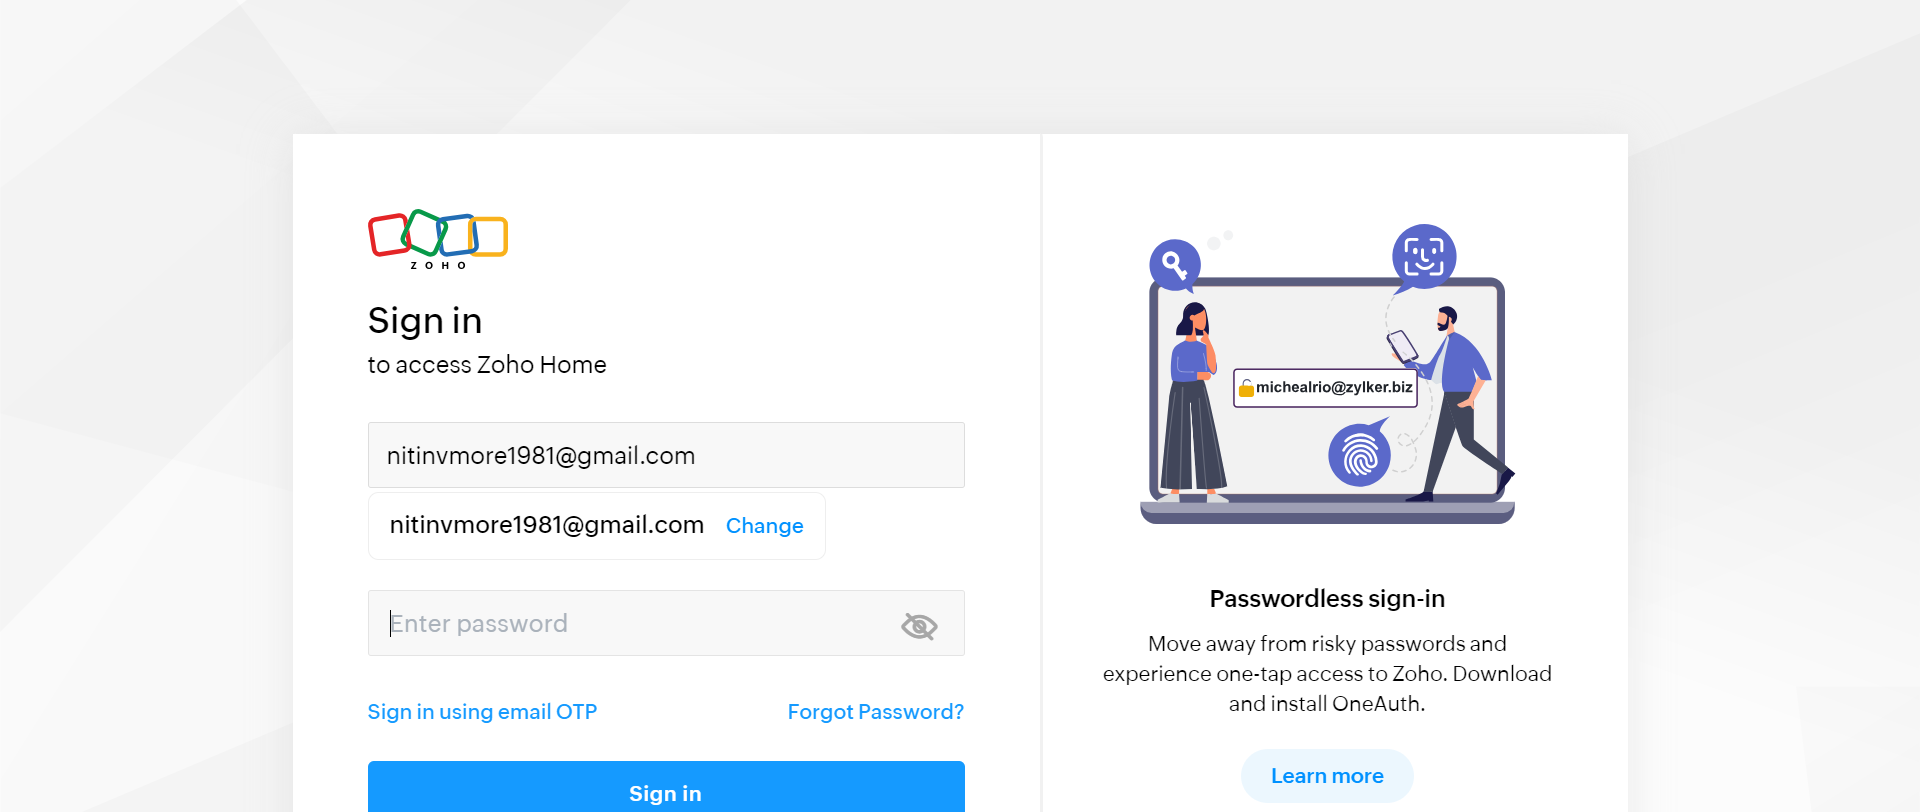 ZOHO
Sign in
to access Zoho Home
nitinvmore1981@gmail.com
nitinvmore1981@gmail.com Change
Enter password
Sign in using email OTP Forgot Password?
Sign in
michealrio@zylker.biz
Passwordless sign-in
Move away from risky passwords and
experience one-tap access to Zoho. Download
and install OneAuth.
Learn more